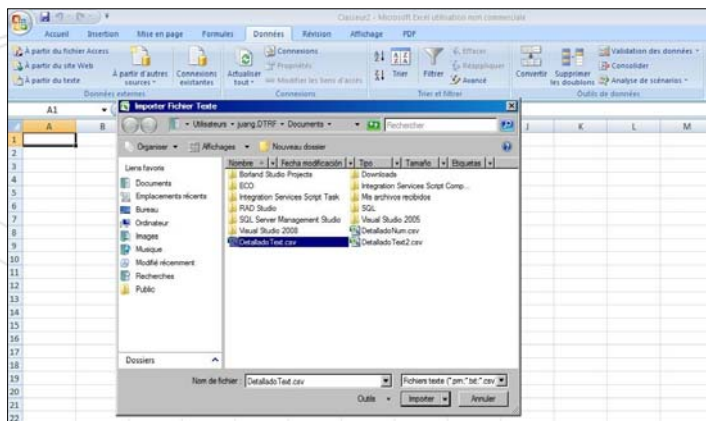 Classeur2 - Microsoft Excel utilisation non commerciale
Accueil Insertion Mise en page Formules Données Révision Affichage PDF
À partir du fichier Access
À partir du site Web
À partir du texte
À partir d'autres sources
Connexions existantes
Données externes
Actualiser tout
Connexions
Propriétés
Modifier les liens d'accès
Connexions
Trier
Filtrer
Effacer
Réappliquer
Avancé
Trier et filtrer
Convertir
Supprimer les doublons
Validation des données
Consolider
Analyse de scénarios
Outils de données
A1
A B J K L M
Importer Fichier Texte
Utilisateurs juang.DTRF Documents
Rechercher
Organiser Affichages Nouveau dossier
Liens favoris
Documents
Emplacements récents
Bureau
Ordinateur
Images
Musique
Modifié récemment
Recherches
Public
Dossiers
Nombre Fecha modificación Tipo Tamaño Etiquetas
Borland Studio Projects Downloads
ECO Integration Services Script Comp...
Integration Services Script Task Mis archivos recibidos
RAD Studio SQL
SQL Server Management Studio Visual Studio 2005
Visual Studio 2008 DetalladoNum.csv
DetalladoText.csv DetalladoText2.csv
Nom de fichier : DetalladoText.csv Fichiers texte (*.prn;*.txt;*.csv)
Outils Importer Annuler
1
2
3
4
5
6
7
8
9
10
11
12
13
14
15
16
17
18
19
20
21
22